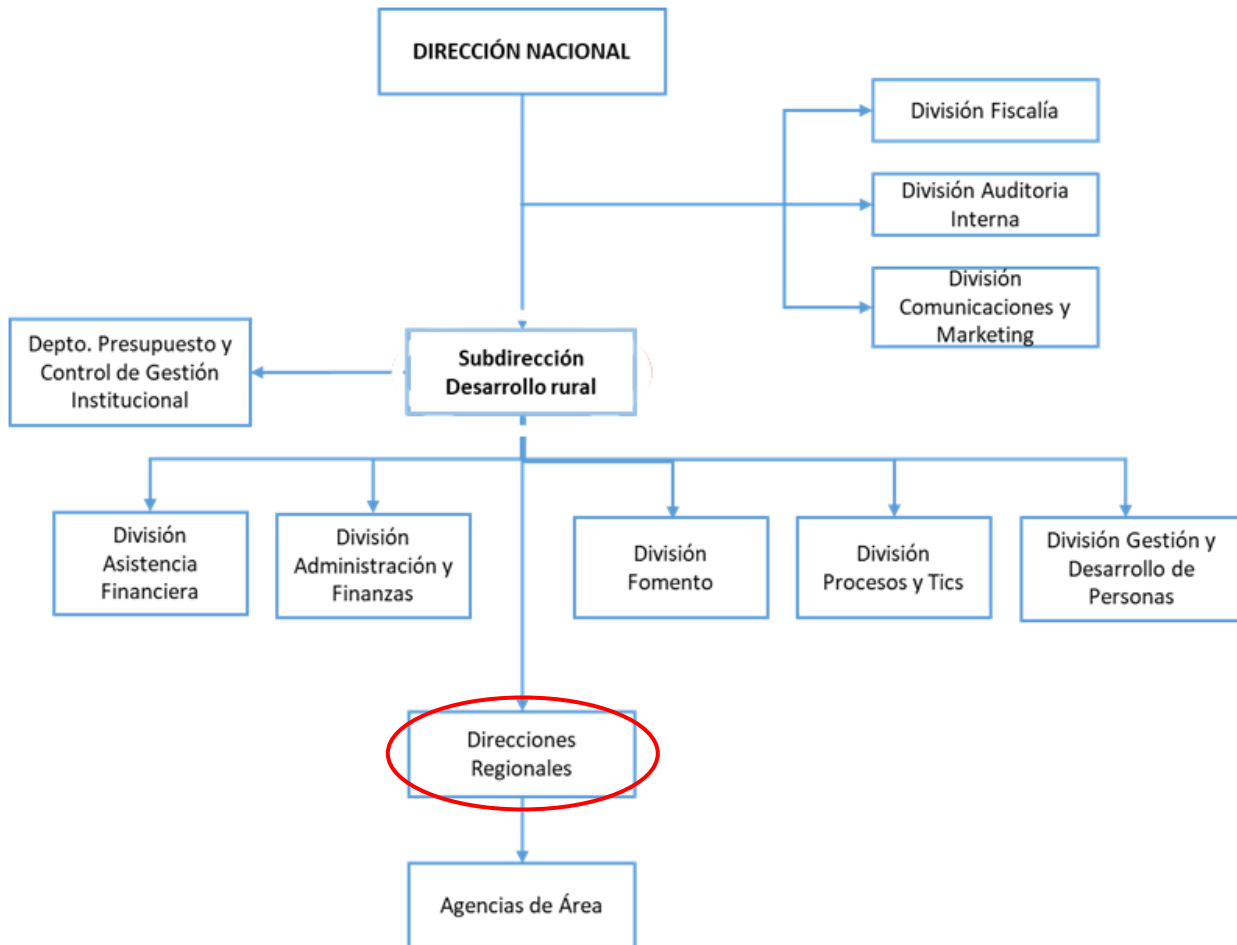 DIRECCIÓN NACIONAL
División Fiscalía
División Auditoria
Interna
División
Comunicaciones y
Marketing
Depto. Presupuesto y
Control de Gestión
Institucional
Subdirección
Desarrollo rural
División
Asistencia
Financiera
División
Administración y
Finanzas
División
Fomento
División
Procesos y Tics
División Gestión y
Desarrollo de
Personas
Direcciones
Regionales
Agencias de Área